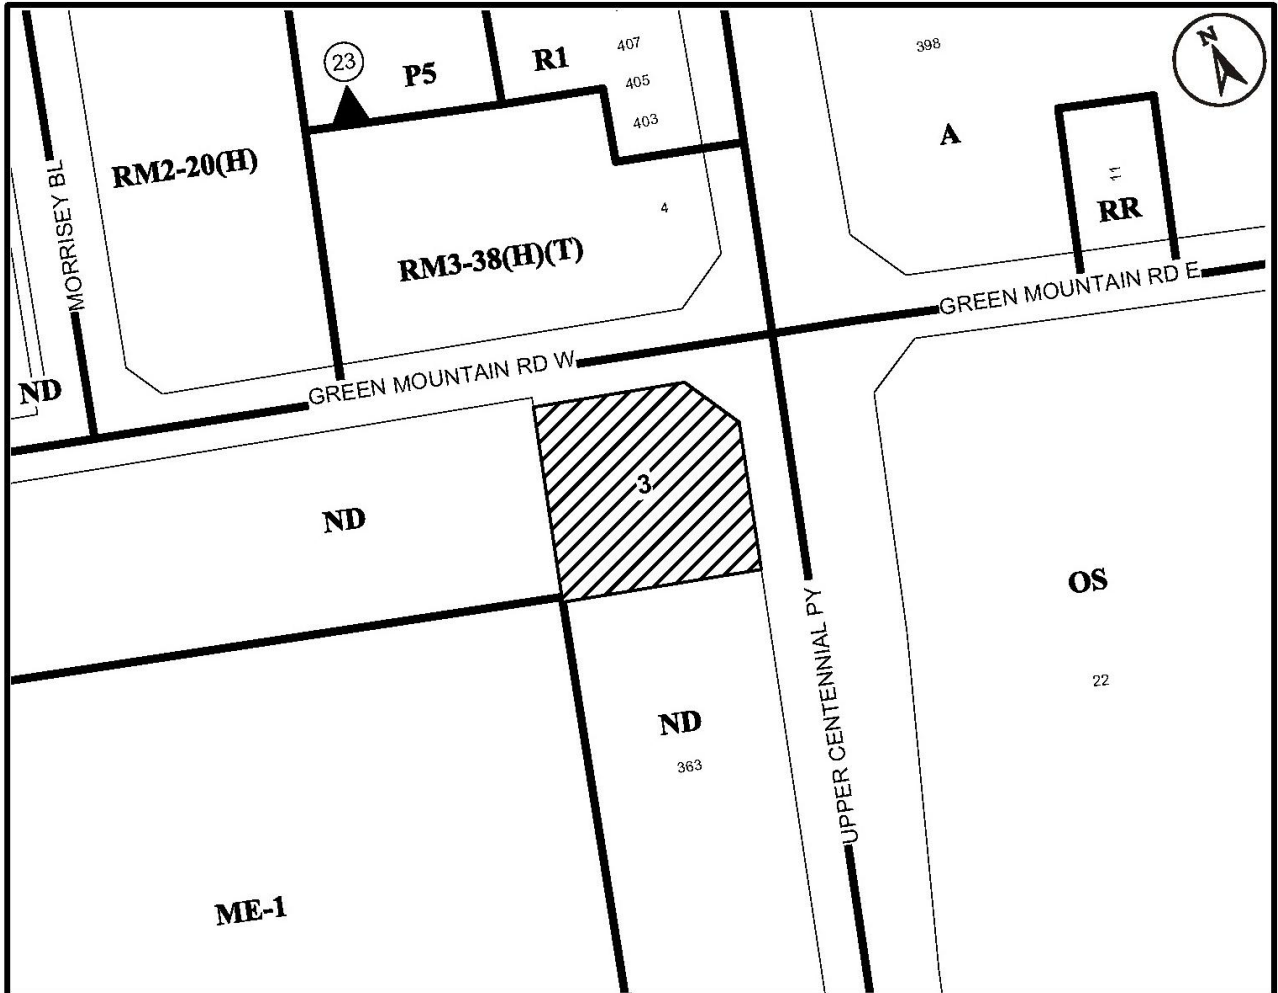 N
23
P5
R1
407
405
403
398
A
11
RR
RM2-20(H)
MORRISEY BL
4
RM3-38(H)(T)
GREEN MOUNTAIN RD E
GREEN MOUNTAIN RD W
ND
3
ND
OS
22
UPPER CENTENNIAL PY
ND
363
ME-1